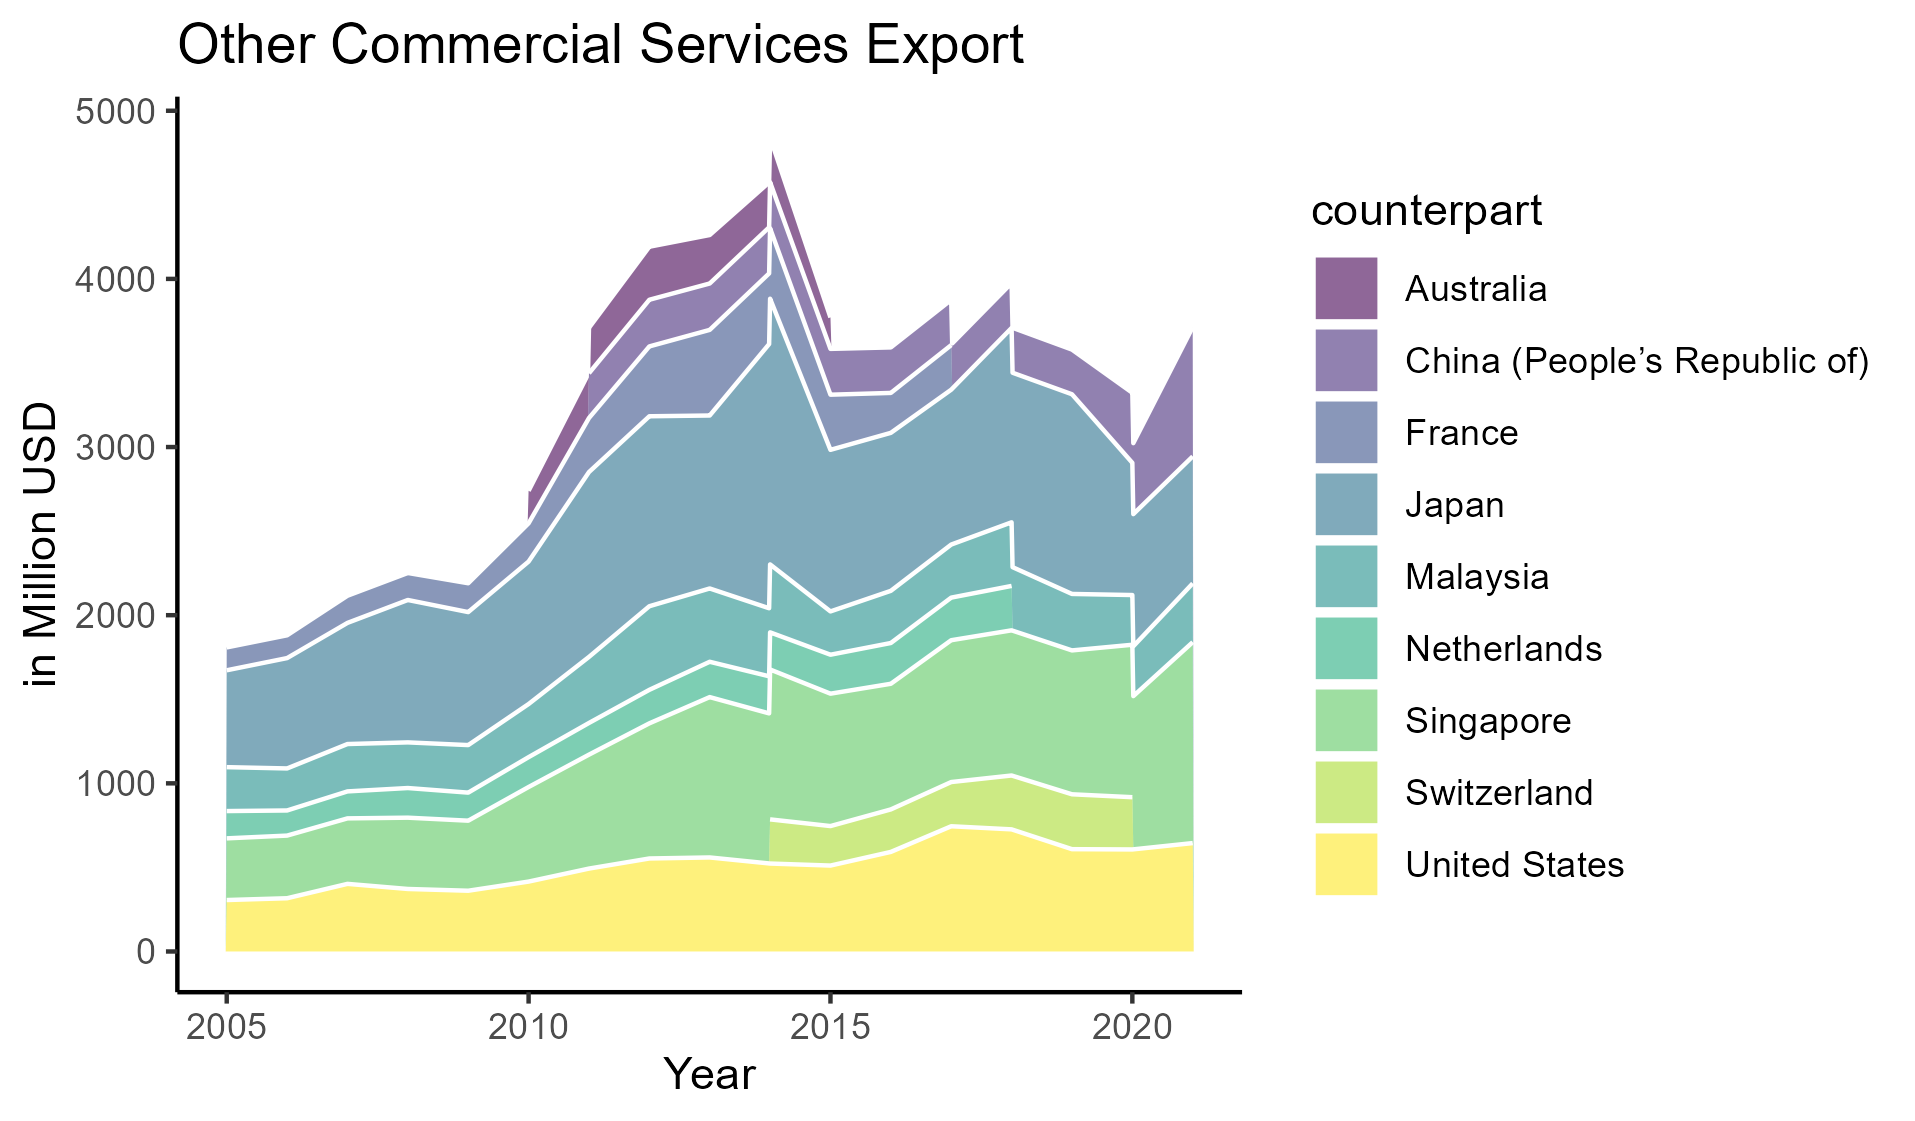 Other Commercial Services Export
in Million USD
5000
4000
3000
2000
1000
0
2005 2010 2015 2020
Year
counterpart
Australia
China (People’s Republic of)
France
Japan
Malaysia
Netherlands
Singapore
Switzerland
United States